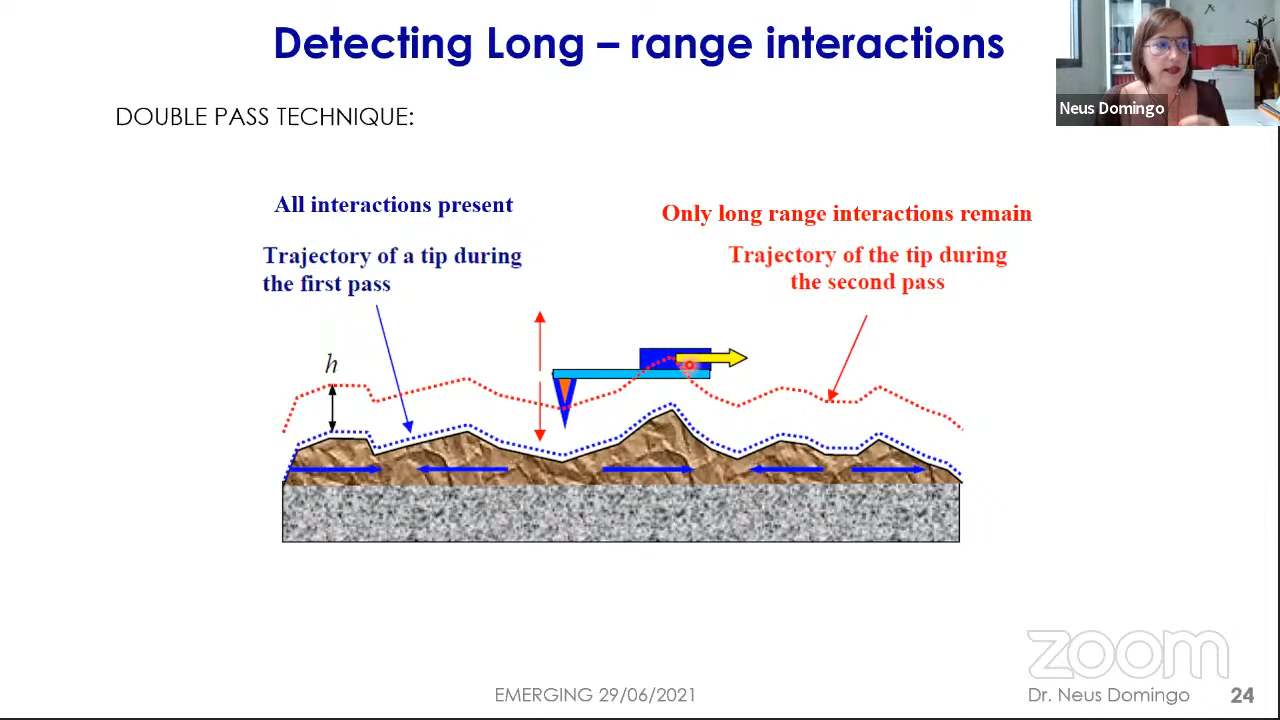 Detecting Long – range interactions
Neus Domingo
DOUBLE PASS TECHNIQUE:
All interactions present
Only long range interactions remain
Trajectory of a tip during
the first pass
Trajectory of the tip during
the second pass
h
zoom
EMERGING 29/06/2021
Dr. Neus Domingo
24